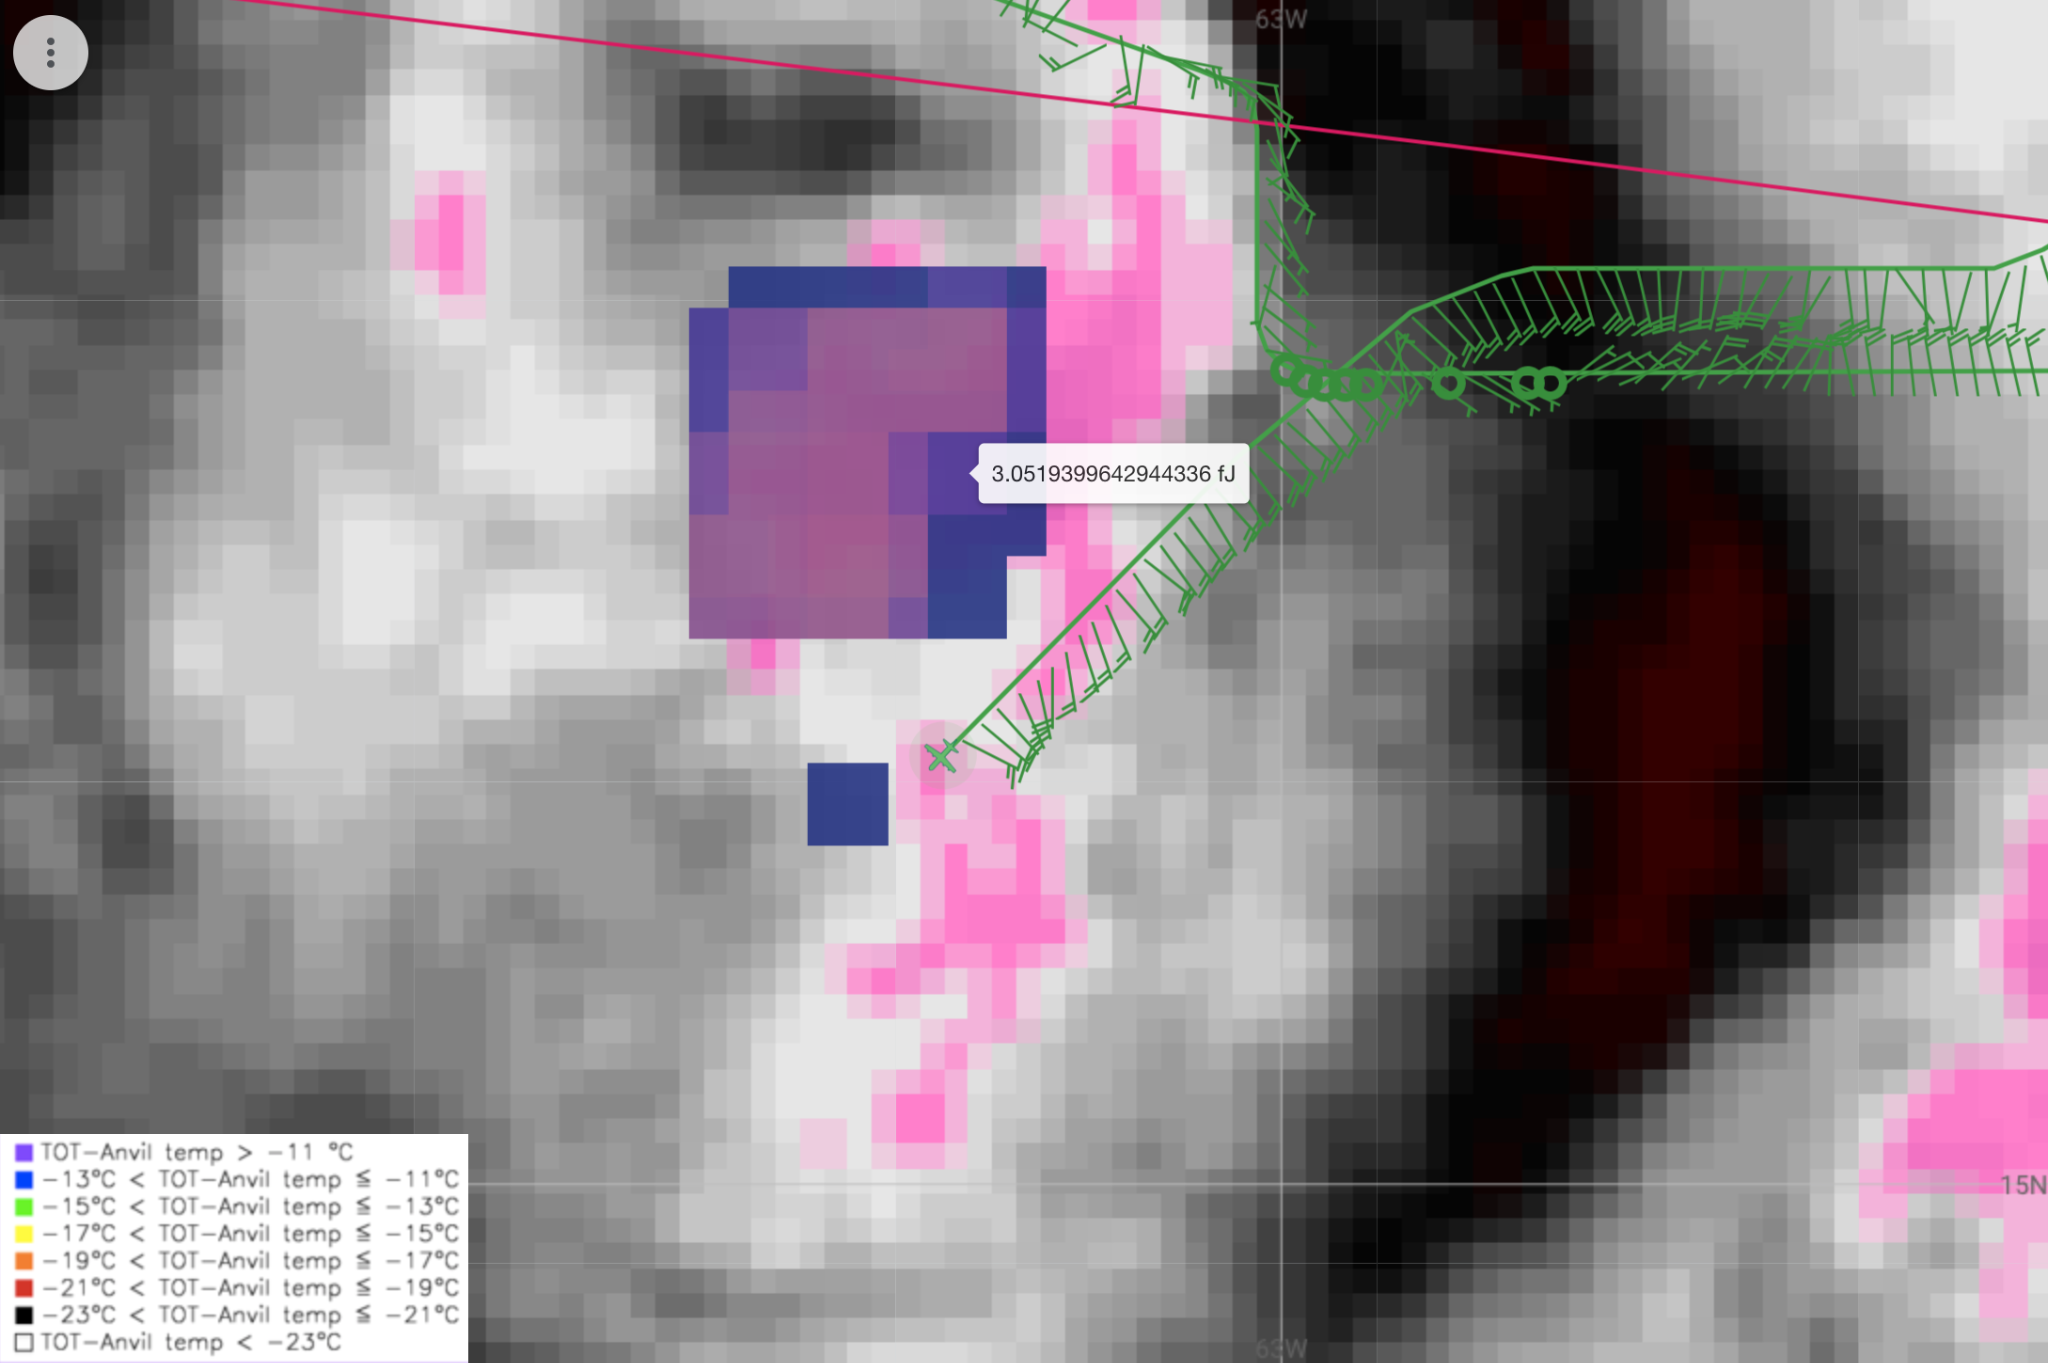 63W
3.0519399642944336 fJ
TOT-Anvil temp > -11 °C
-13°C < TOT-Anvil temp ≦ -11°C
-15°C < TOT-Anvil temp ≦ -13°C
-17°C < TOT-Anvil temp ≦ -15°C
-19°C < TOT-Anvil temp ≦ -17°C
-21°C < TOT-Anvil temp ≦ -19°C
-23°C < TOT-Anvil temp ≦ -21°C
TOT-Anvil temp < -23°C
15N
63W